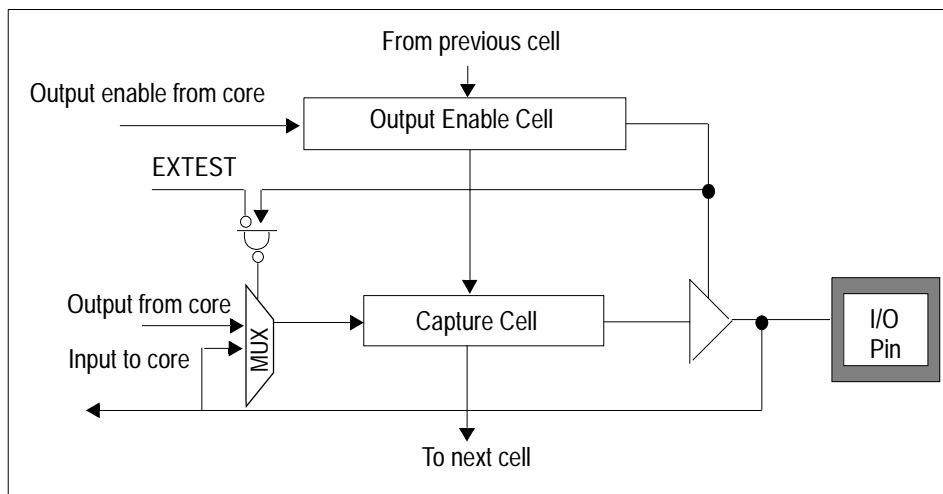 From previous cell
Output enable from core
Output Enable Cell
EXTEST
Output from core
Input to core
MUX
Capture Cell
I/O
Pin
To next cell